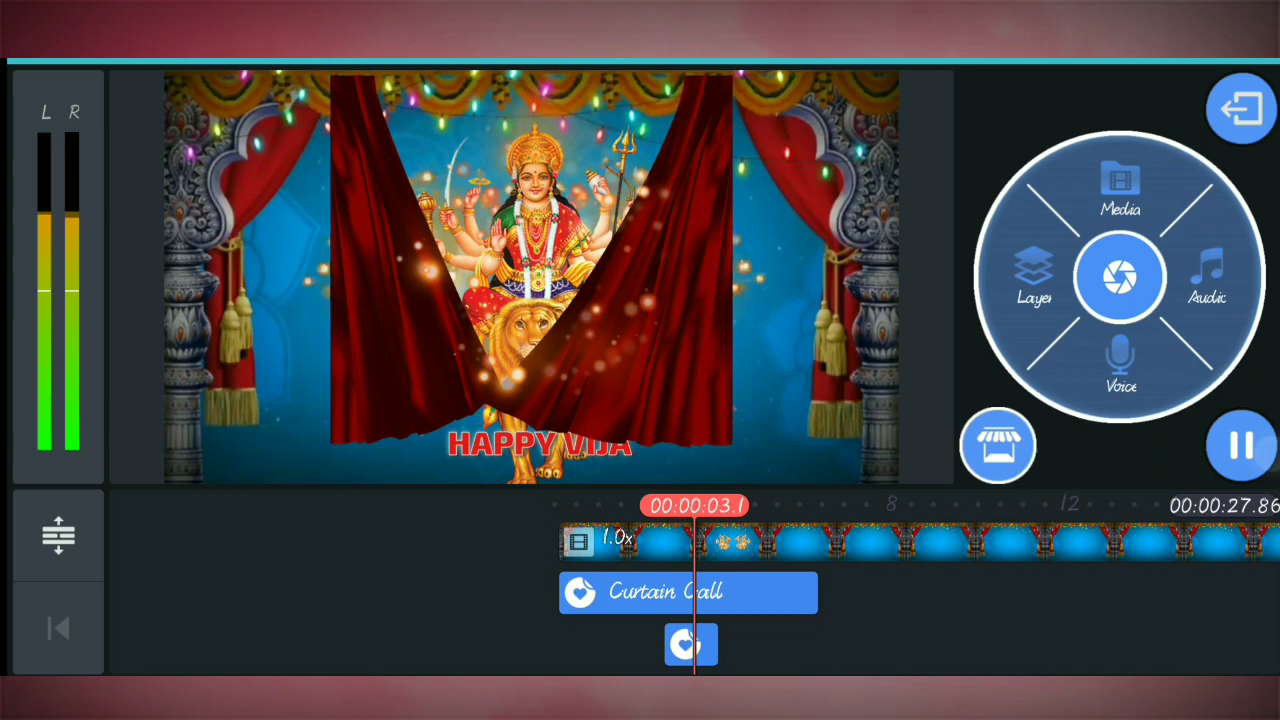 L R
Media
Layer
Audio
Voice
HAPPY VIJA
00:00:03.1
8
12
00:00:27.86
1.0x
Curtain Call